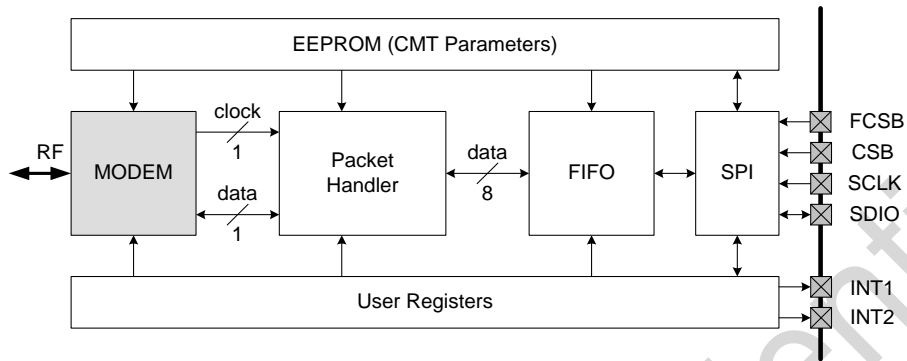 EEPROM (CMT Parameters)
clock
1
FCSB
RF
MODEM
Packet
Handler
data
8
FIFO
SPI
CSB
SCLK
data
1
SDIO
User Registers
INT1
INT2